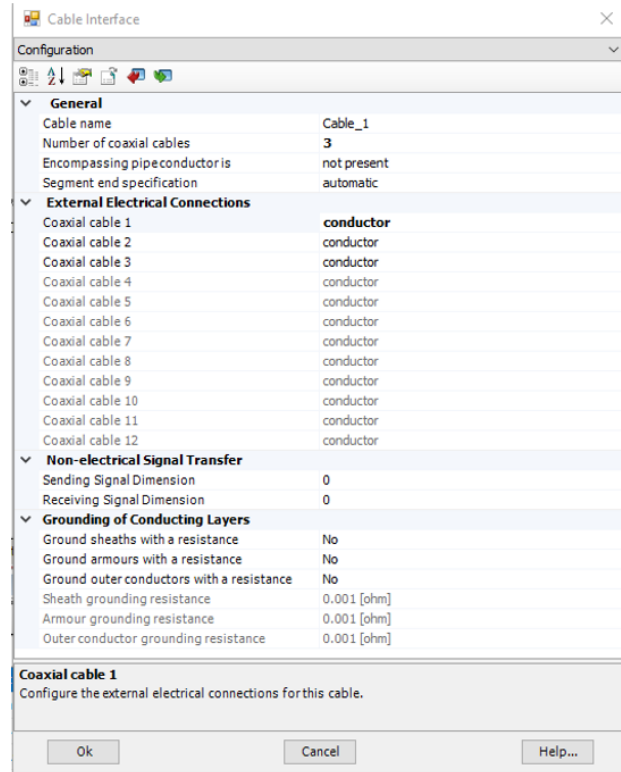 Cable Interface
Configuration
General
Cable name Cable_1
Number of coaxial cables 3
Encompassing pipe conductor is not present
Segment end specification automatic
External Electrical Connections
Coaxial cable 1 conductor
Coaxial cable 2 conductor
Coaxial cable 3 conductor
Coaxial cable 4 conductor
Coaxial cable 5 conductor
Coaxial cable 6 conductor
Coaxial cable 7 conductor
Coaxial cable 8 conductor
Coaxial cable 9 conductor
Coaxial cable 10 conductor
Coaxial cable 11 conductor
Coaxial cable 12 conductor
Non-electrical Signal Transfer
Sending Signal Dimension 0
Receiving Signal Dimension 0
Grounding of Conducting Layers
Ground sheaths with a resistance No
Ground armours with a resistance No
Ground outer conductors with a resistance No
Sheath grounding resistance 0.001 [ohm]
Armour grounding resistance 0.001 [ohm]
Outer conductor grounding resistance 0.001 [ohm]
Coaxial cable 1
Configure the external electrical connections for this cable.
Ok Cancel Help...